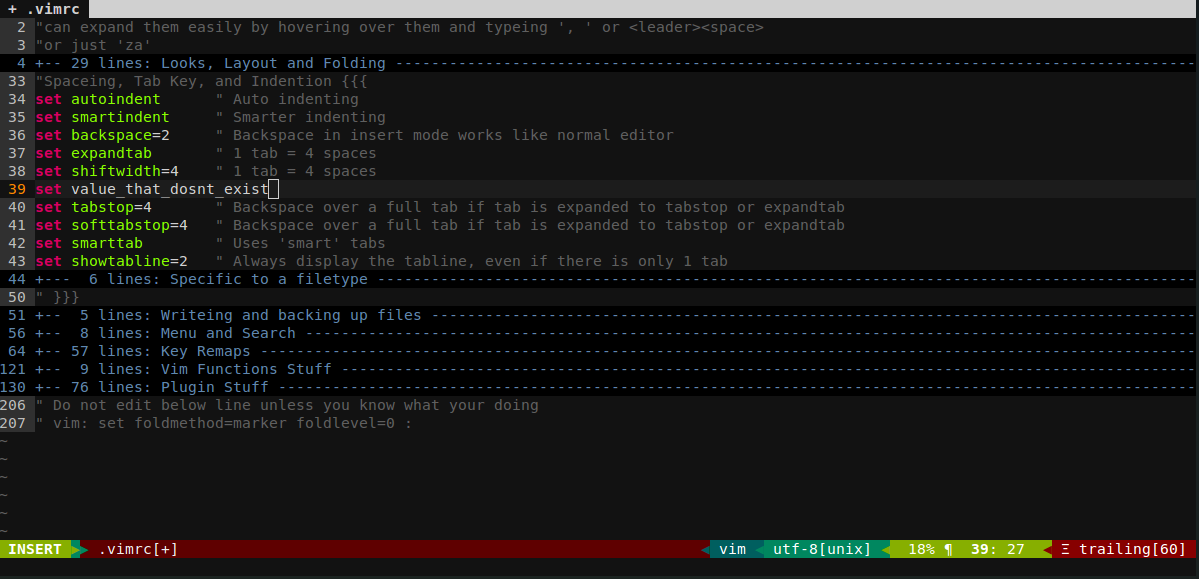 + .vimrc
2 "can expand them easily by hovering over them and typeing ', ' or <leader><space>
3 "or just 'za'
4 +-- 29 lines: Looks, Layout and Folding -----------------------------------------------------------------------------------------
33 "Spaceing, Tab Key, and Indention {{{
34 set autoindent      " Auto indenting
35 set smartindent     " Smarter indenting
36 set backspace=2     " Backspace in insert mode works like normal editor
37 set expandtab       " 1 tab = 4 spaces
38 set shiftwidth=4    " 1 tab = 4 spaces
39 set value_that_dosnt_exist
40 set tabstop=4       " Backspace over a full tab if tab is expanded to tabstop or expandtab
41 set softtabstop=4   " Backspace over a full tab if tab is expanded to tabstop or expandtab
42 set smarttab        " Uses 'smart' tabs
43 set showtabline=2   " Always display the tabline, even if there is only 1 tab
44 +---  6 lines: Specific to a filetype -------------------------------------------------------------------------------------------
50 " }}}
51 +--  5 lines: Writeing and backing up files --------------------------------------------------------------------------------------
56 +--  8 lines: Menu and Search ---------------------------------------------------------------------------------------------------
64 +-- 57 lines: Key Remaps --------------------------------------------------------------------------------------------------------
121 +--  9 lines: Vim Functions Stuff -----------------------------------------------------------------------------------------------
130 +-- 76 lines: Plugin Stuff ------------------------------------------------------------------------------------------------------
206 " Do not edit below line unless you know what your doing
207 " vim: set foldmethod=marker foldlevel=0 :
~
~
~
~
~
~
INSERT .vimrc[+] vim utf-8[unix] 18% ¶ 39: 27 Ξ trailing[60]